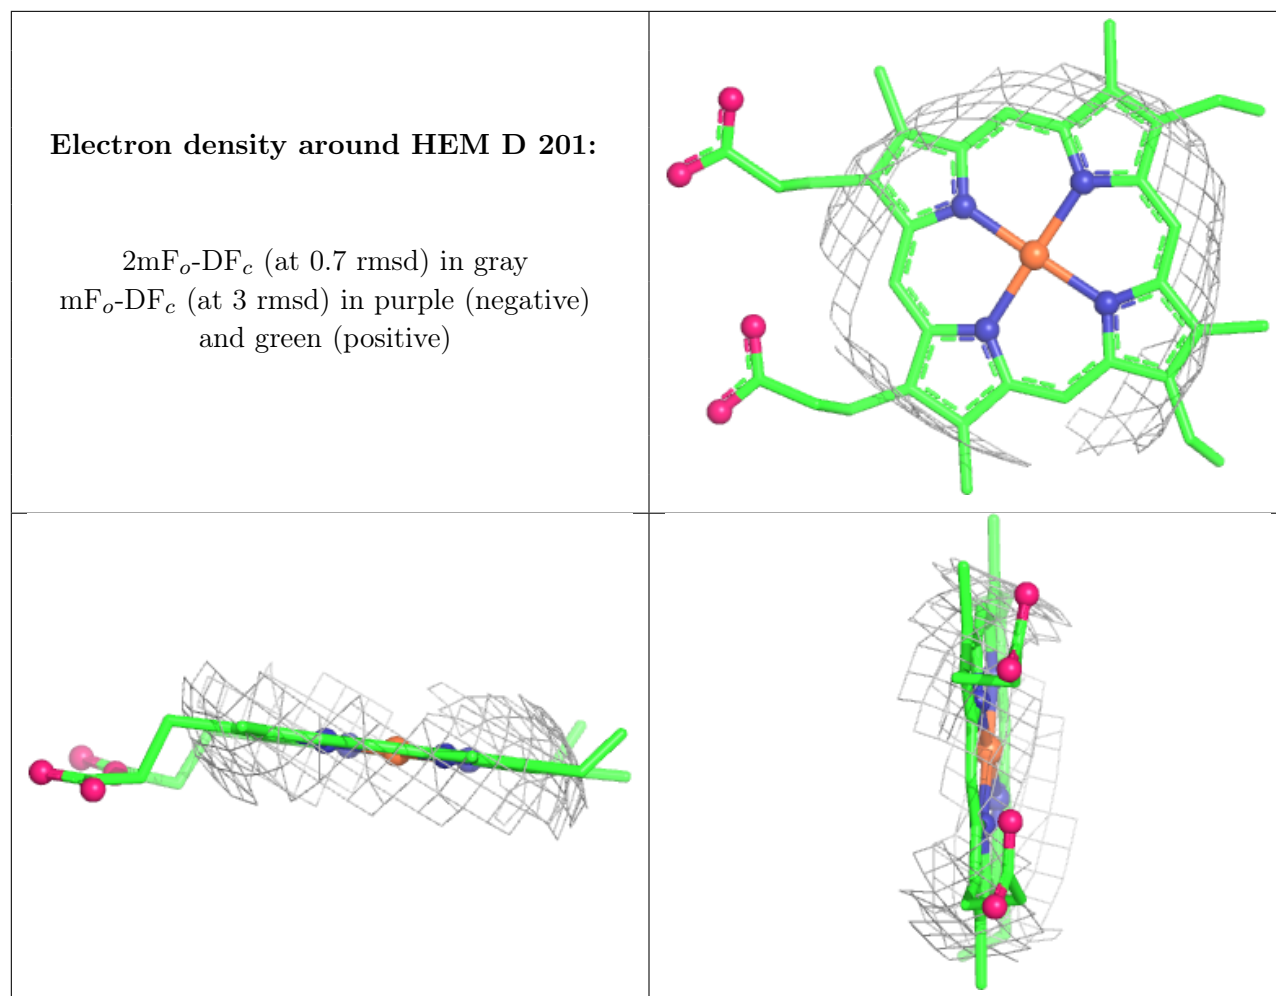 Electron density around HEM D 201:
2mFₒ-DF𝒸 (at 0.7 rmsd) in gray
mFₒ-DF𝒸 (at 3 rmsd) in purple (negative)
and green (positive)